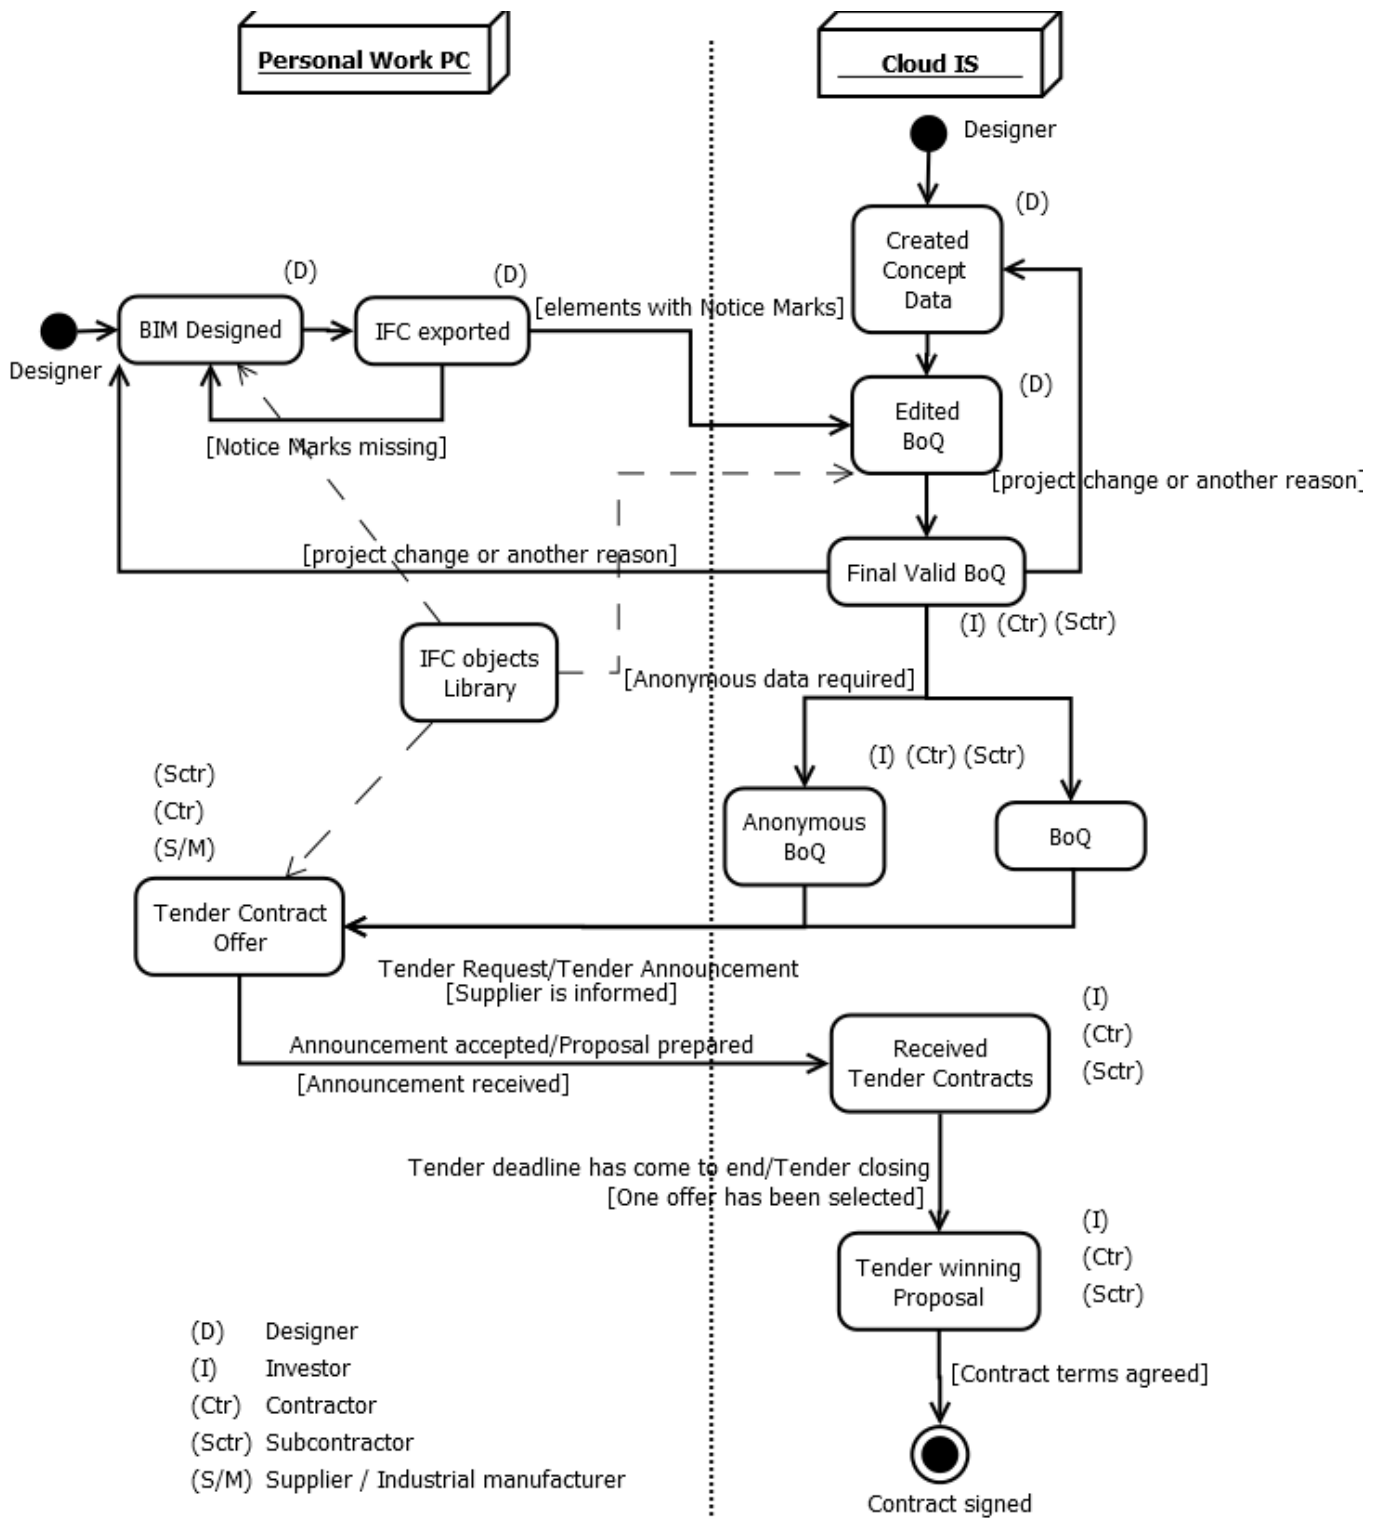 Personal Work PC
Cloud IS
Designer
(D)
Created
Concept
Data
(D)
(D)
[elements with Notice Marks]
BIM Designed
IFC exported
Designer
(D)
Edited
BoQ
[Notice Marks missing]
[project change or another reason]
[project change or another reason]
Final Valid BoQ
(I) (Ctr) (Sctr)
IFC objects
Library
[Anonymous data required]
(I) (Ctr) (Sctr)
(Sctr)
(Ctr)
(S/M)
Anonymous
BoQ
BoQ
Tender Contract
Offer
Tender Request/Tender Announcement
[Supplier is informed]
(I)
(Ctr)
(Sctr)
Announcement accepted/Proposal prepared
[Announcement received]
Received
Tender Contracts
Tender deadline has come to end/Tender closing
[One offer has been selected]
(I)
(Ctr)
(Sctr)
Tender winning
Proposal
[Contract terms agreed]
Contract signed
(D) Designer
(I) Investor
(Ctr) Contractor
(Sctr) Subcontractor
(S/M) Supplier / Industrial manufacturer